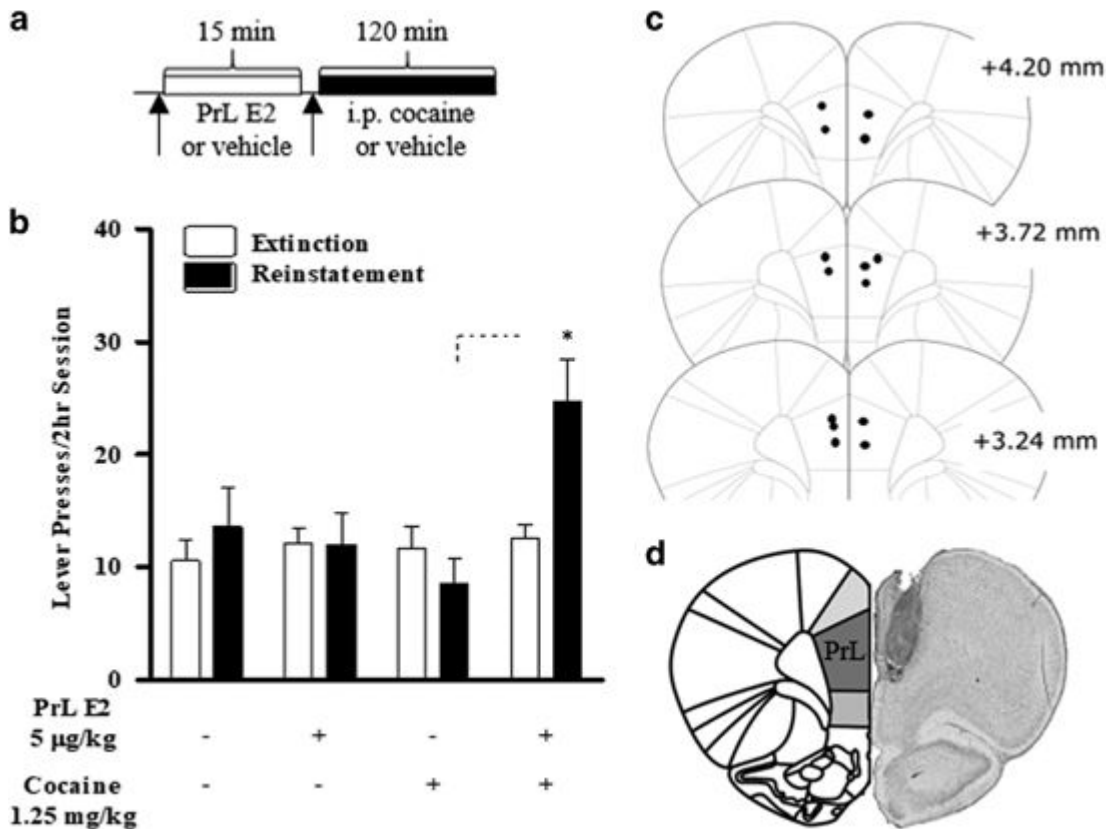 a
15 min
120 min
PrL E2
or vehicle
i.p. cocaine
or vehicle
b
40
30
20
10
0
Lever Presses/2hr Session
Extinction
Reinstatement
*
PrL E2
5 µg/kg
- + - +
Cocaine
1.25 mg/kg
- - + +
c
+4.20 mm
+3.72 mm
+3.24 mm
d
PrL